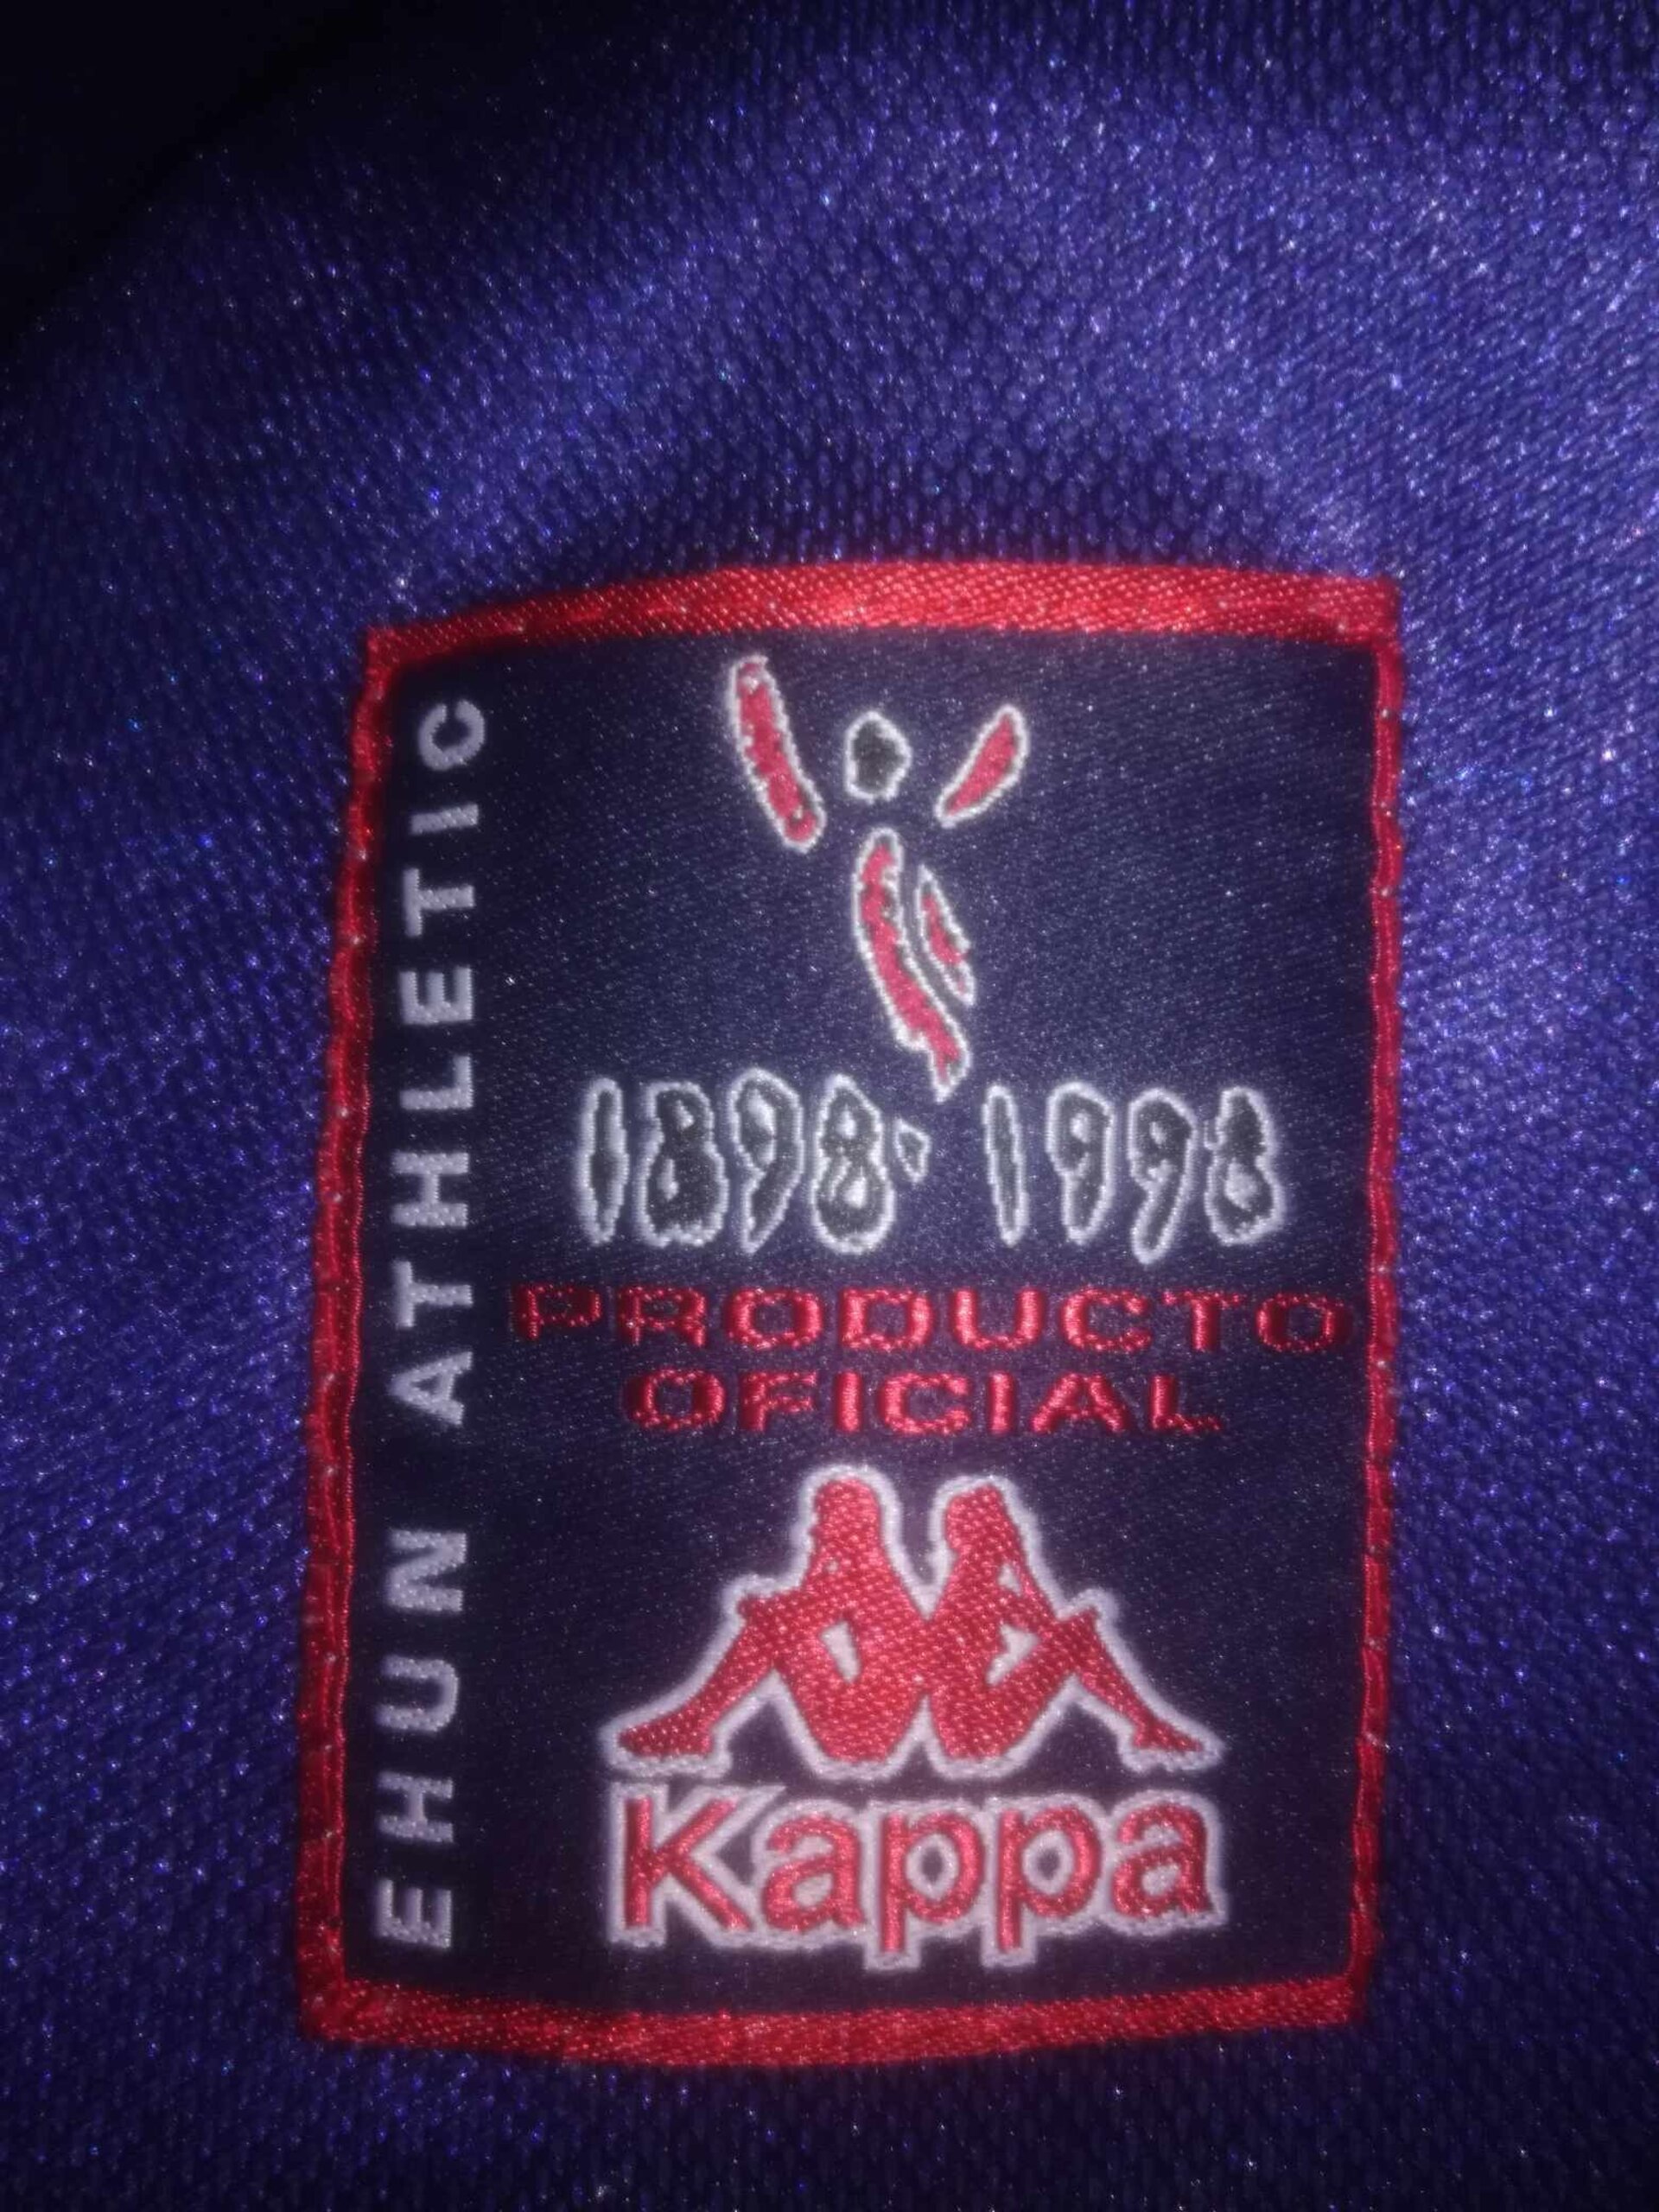 EHUN ATHLETIC
1898·1998
PRODUCTO
OFICIAL
Kappa